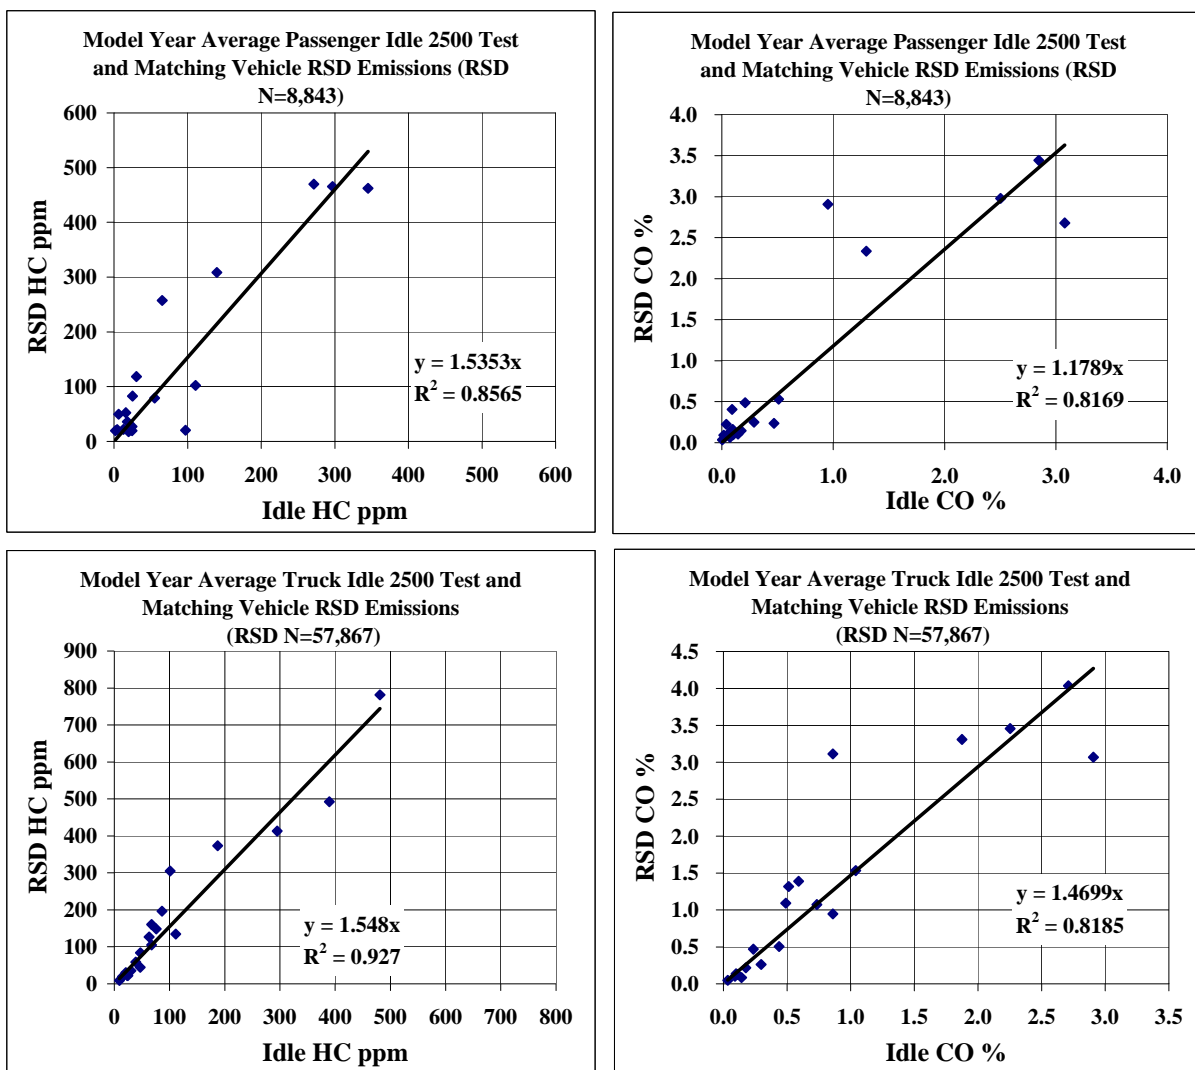 Model Year Average Passenger Idle 2500 Test
and Matching Vehicle RSD Emissions (RSD
N=8,843)
600
500
400
300
200
100
0
RSD HC ppm
y = 1.5353x
R² = 0.8565
0 100 200 300 400 500 600
Idle HC ppm
Model Year Average Passenger Idle 2500 Test
and Matching Vehicle RSD Emissions (RSD
N=8,843)
4.0
3.5
3.0
2.5
2.0
1.5
1.0
0.5
0.0
RSD CO %
y = 1.1789x
R² = 0.8169
0.0 1.0 2.0 3.0 4.0
Idle CO %
Model Year Average Truck Idle 2500 Test and
Matching Vehicle RSD Emissions
(RSD N=57,867)
900
800
700
600
500
400
300
200
100
0
RSD HC ppm
y = 1.548x
R² = 0.927
0 100 200 300 400 500 600 700 800
Idle HC ppm
Model Year Average Truck Idle 2500 Test and
Matching Vehicle RSD Emissions
(RSD N=57,867)
4.5
4.0
3.5
3.0
2.5
2.0
1.5
1.0
0.5
0.0
RSD CO %
y = 1.4699x
R² = 0.8185
0.0 0.5 1.0 1.5 2.0 2.5 3.0 3.5
Idle CO %